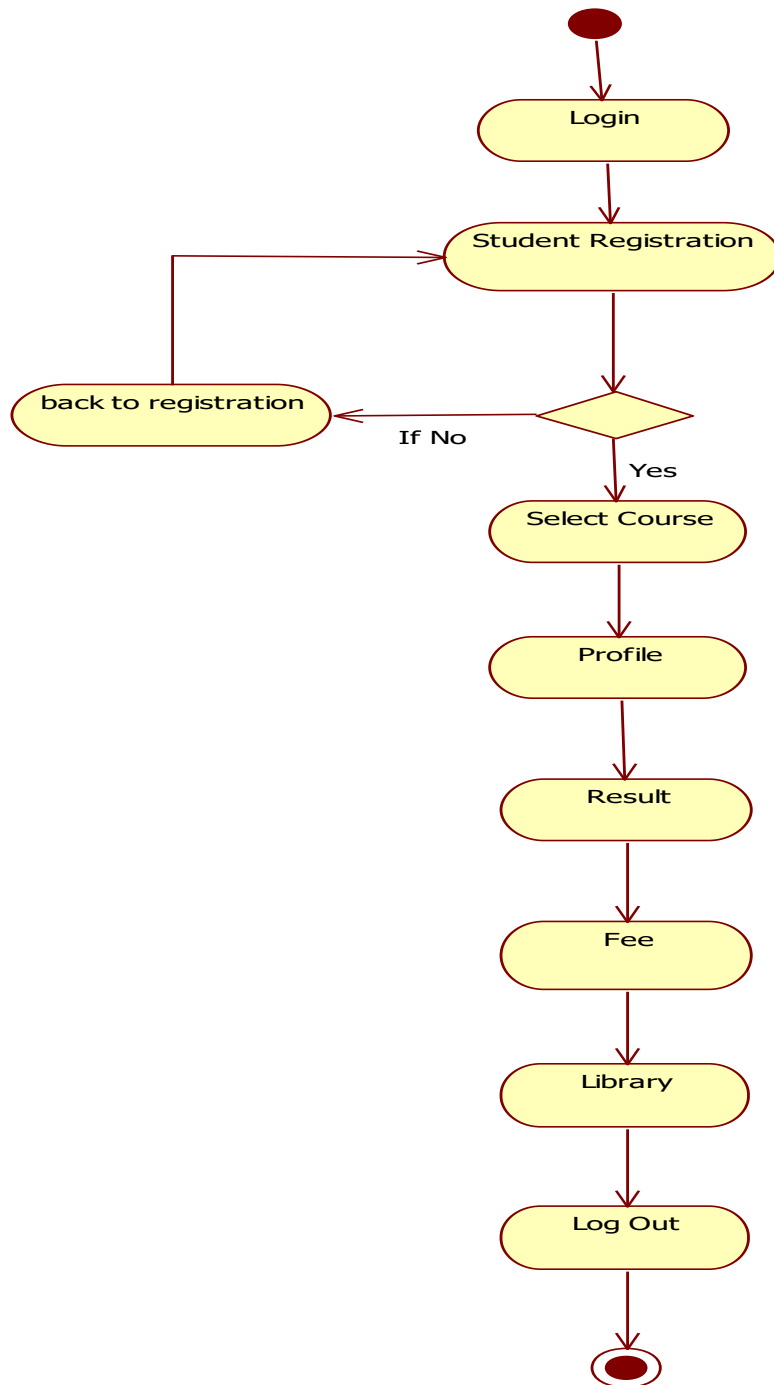 Login
Student Registration
back to registration
If No
Yes
Select Course
Profile
Result
Fee
Library
Log Out